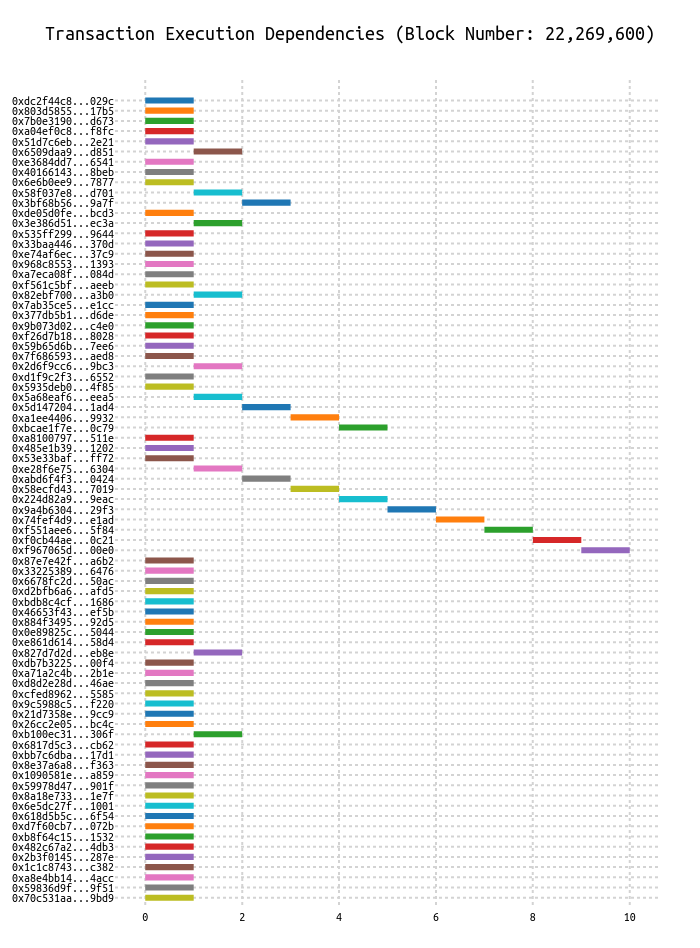 Transaction Execution Dependencies (Block Number: 22,269,600)
0xdc2f44c8...029c
0x803d5855...17b5
0x7b0e3190...d673
0xa04ef0c8...f8fc
0x51d7c6eb...2e21
0x6509daa9...d851
0xe3684dd7...6541
0x40166143...8beb
0x6e6b0ee9...7877
0x58f037e8...d701
0x3bf68b56...9a7f
0xde05d0fe...bcd3
0x3e386d51...ec3a
0x535ff299...9644
0x33baa446...370d
0xe74af6ec...37c9
0x968c8553...1393
0xa7eca08f...084d
0xf561c5bf...aeeb
0x82ebf700...a3b0
0x7ab35ce5...e1cc
0x377db5b1...d6de
0x9b073d02...c4e0
0xf26d7b18...8028
0x59b65d6b...7ee6
0x7f686593...aed8
0x2d6f9cc6...9bc3
0xd1f9c2f3...6552
0x5935deb0...4f85
0x5a68eaf6...eea5
0x5d147204...1ad4
0xa1ee4406...9932
0xbcae1f7e...0c79
0xa8100797...511e
0x485e1b39...1202
0x53e33baf...ff72
0xe28f6e75...6304
0xabd6f4f3...0424
0x58ecfd43...7019
0x224d82a9...9eac
0x9a4b6304...29f3
0x74fef4d9...e1ad
0xf551aee6...5f84
0xf0cb44ae...0c21
0xf967065d...00e0
0x87e7e42f...a6b2
0x33225389...6476
0x6678fc2d...50ac
0xd2bfb6a6...afd5
0xbdb8c4cf...1686
0x46653f43...ef5b
0x884f3495...92d5
0x0e89825c...5044
0xe861d614...58d4
0x827d7d2d...eb8e
0xdb7b3225...00f4
0xa71a2c4b...2b1e
0xd8d2e28d...46ae
0xcfed8962...5585
0x9c5988c5...f220
0x21d7358e...9cc9
0x26cc2e05...bc4c
0xb100ec31...306f
0x6817d5c3...cb62
0xbb7c6dba...17d1
0x8e37a6a8...f363
0x1090581e...a859
0x59978d47...901f
0x8a18e733...1e7f
0x6e5dc27f...1001
0x618d5b5c...6f54
0xd7f60cb7...072b
0xb8f64c15...1532
0x482c67a2...4db3
0x2b3f0145...287e
0x1c1c8743...c382
0xa8e4bb14...4acc
0x59836d9f...9f51
0x70c531aa...9bd9
0 2 4 6 8 10